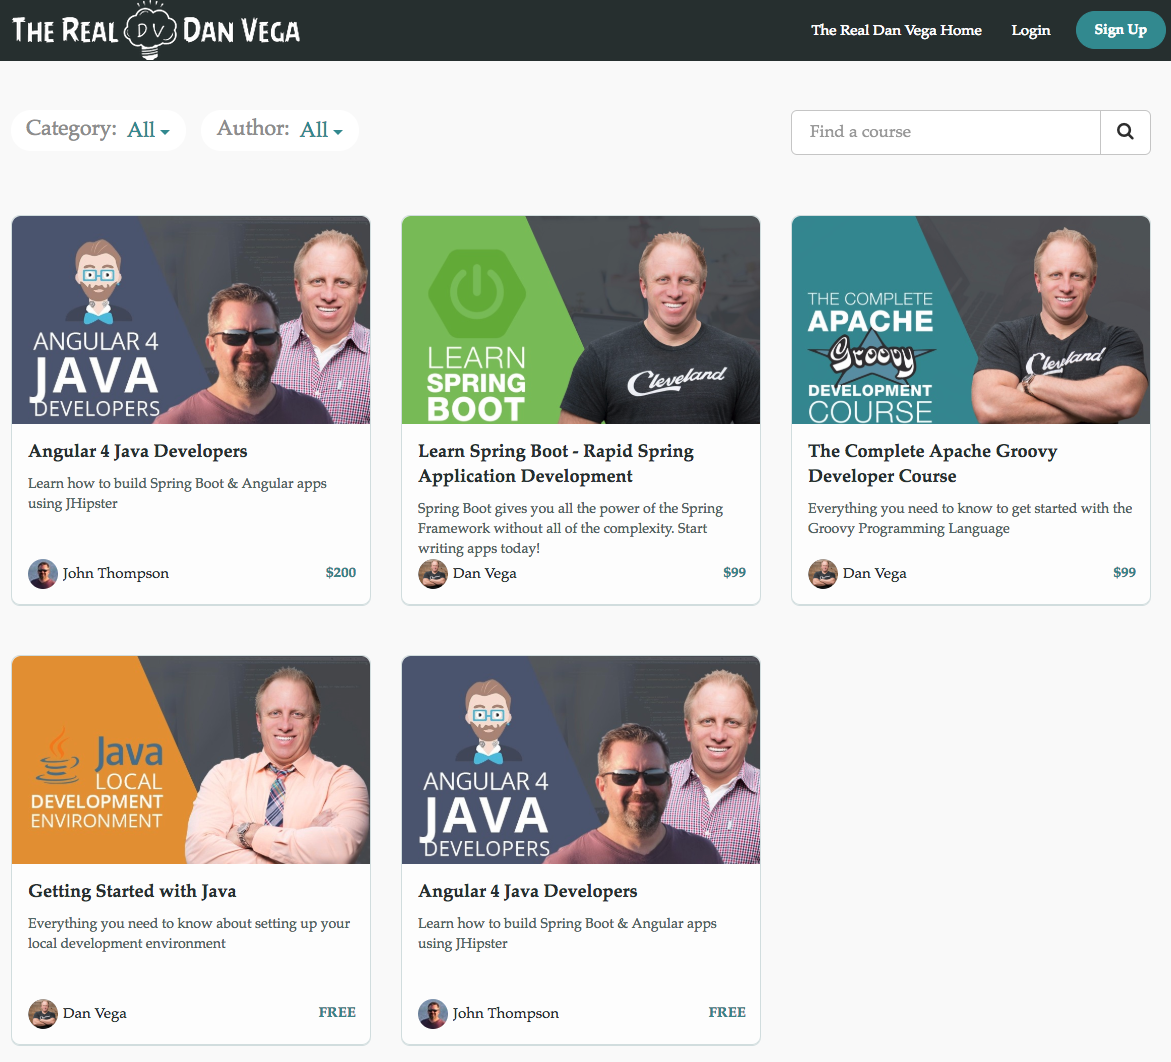 THE REAL DV DAN VEGA
The Real Dan Vega Home
Login
Sign Up
Category: All
Author: All
Find a course
ANGULAR 4
JAVA
DEVELOPERS
Angular 4 Java Developers
Learn how to build Spring Boot & Angular apps
using JHipster
John Thompson
$200
LEARN
SPRING
BOOT
Cleveland
Learn Spring Boot - Rapid Spring
Application Development
Spring Boot gives you all the power of the Spring
Framework without all of the complexity. Start
writing apps today!
Dan Vega
$99
THE COMPLETE
APACHE
Groovy
DEVELOPMENT
COURSE
Cleveland
The Complete Apache Groovy
Developer Course
Everything you need to know to get started with the
Groovy Programming Language
Dan Vega
$99
Java
LOCAL
DEVELOPMENT
ENVIRONMENT
Getting Started with Java
Everything you need to know about setting up your
local development environment
Dan Vega
FREE
ANGULAR 4
JAVA
DEVELOPERS
Angular 4 Java Developers
Learn how to build Spring Boot & Angular apps
using JHipster
John Thompson
FREE